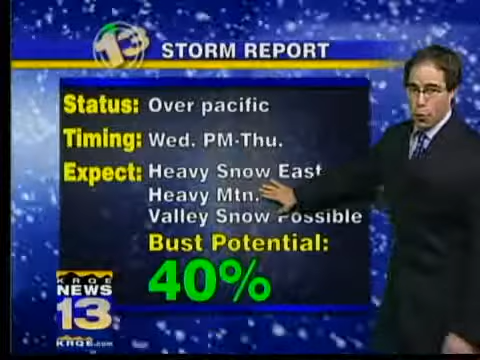 13
STORM REPORT
Status: Over pacific
Timing: Wed. PM-Thu.
Expect: Heavy Snow East
Heavy Mtn.
Valley Snow Possible
Bust Potential:
40%
KRQE
NEWS
13
KRQE.com